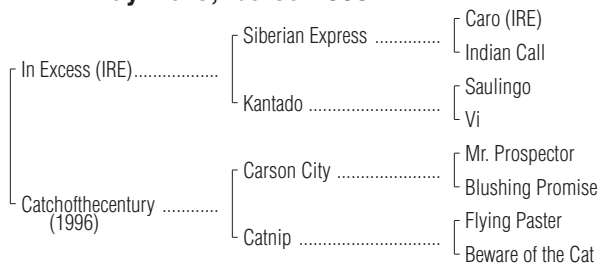 Caro (IRE)
Siberian Express ................
Indian Call
In Excess (IRE)..................
Saulingo
Kantado ...........................
Vi
Mr. Prospector
Carson City .....................
Blushing Promise
Catchofthecentury ............
(1996)
Flying Paster
Catnip .............................
Beware of the Cat